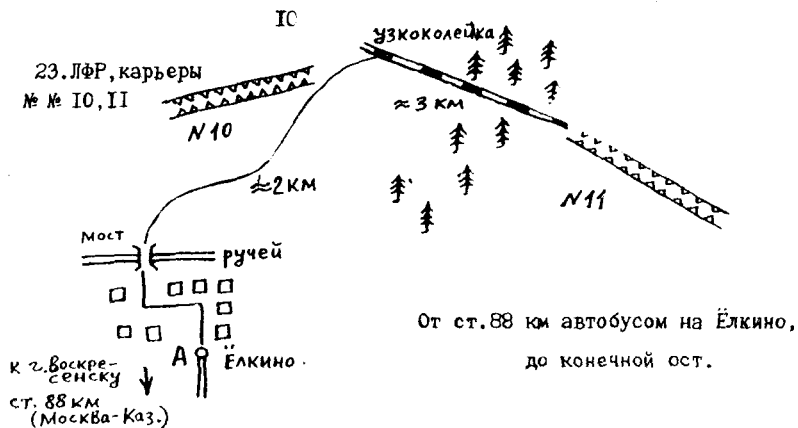 IO
узкоколейка
23.ЛФР,карьеры
№ № IO,II
N10
≈ 3 км
≈2км
N11
мост
ручей
От ст.88 км автобусом на Ёлкино,
до конечной ост.
А Ёлкино.
к г.Воскре-
сенску
ст. 88 км
(Москва-Каз.)